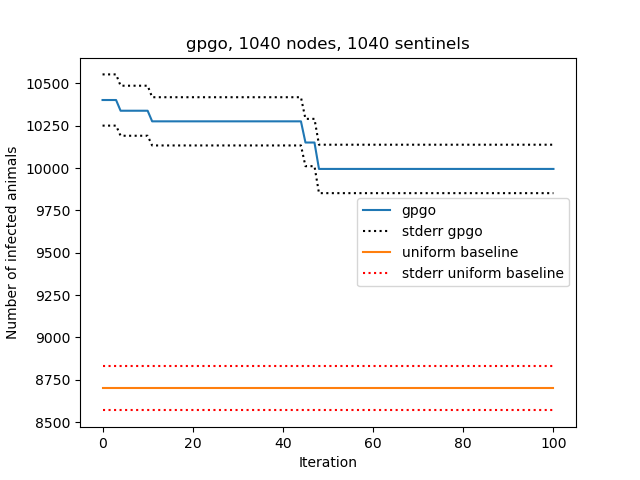 gpgo, 1040 nodes, 1040 sentinels
Number of infected animals
10500
10250
10000
9750
9500
9250
9000
8750
8500
gpgo
stderr gpgo
uniform baseline
stderr uniform baseline
0 20 40 60 80 100
Iteration